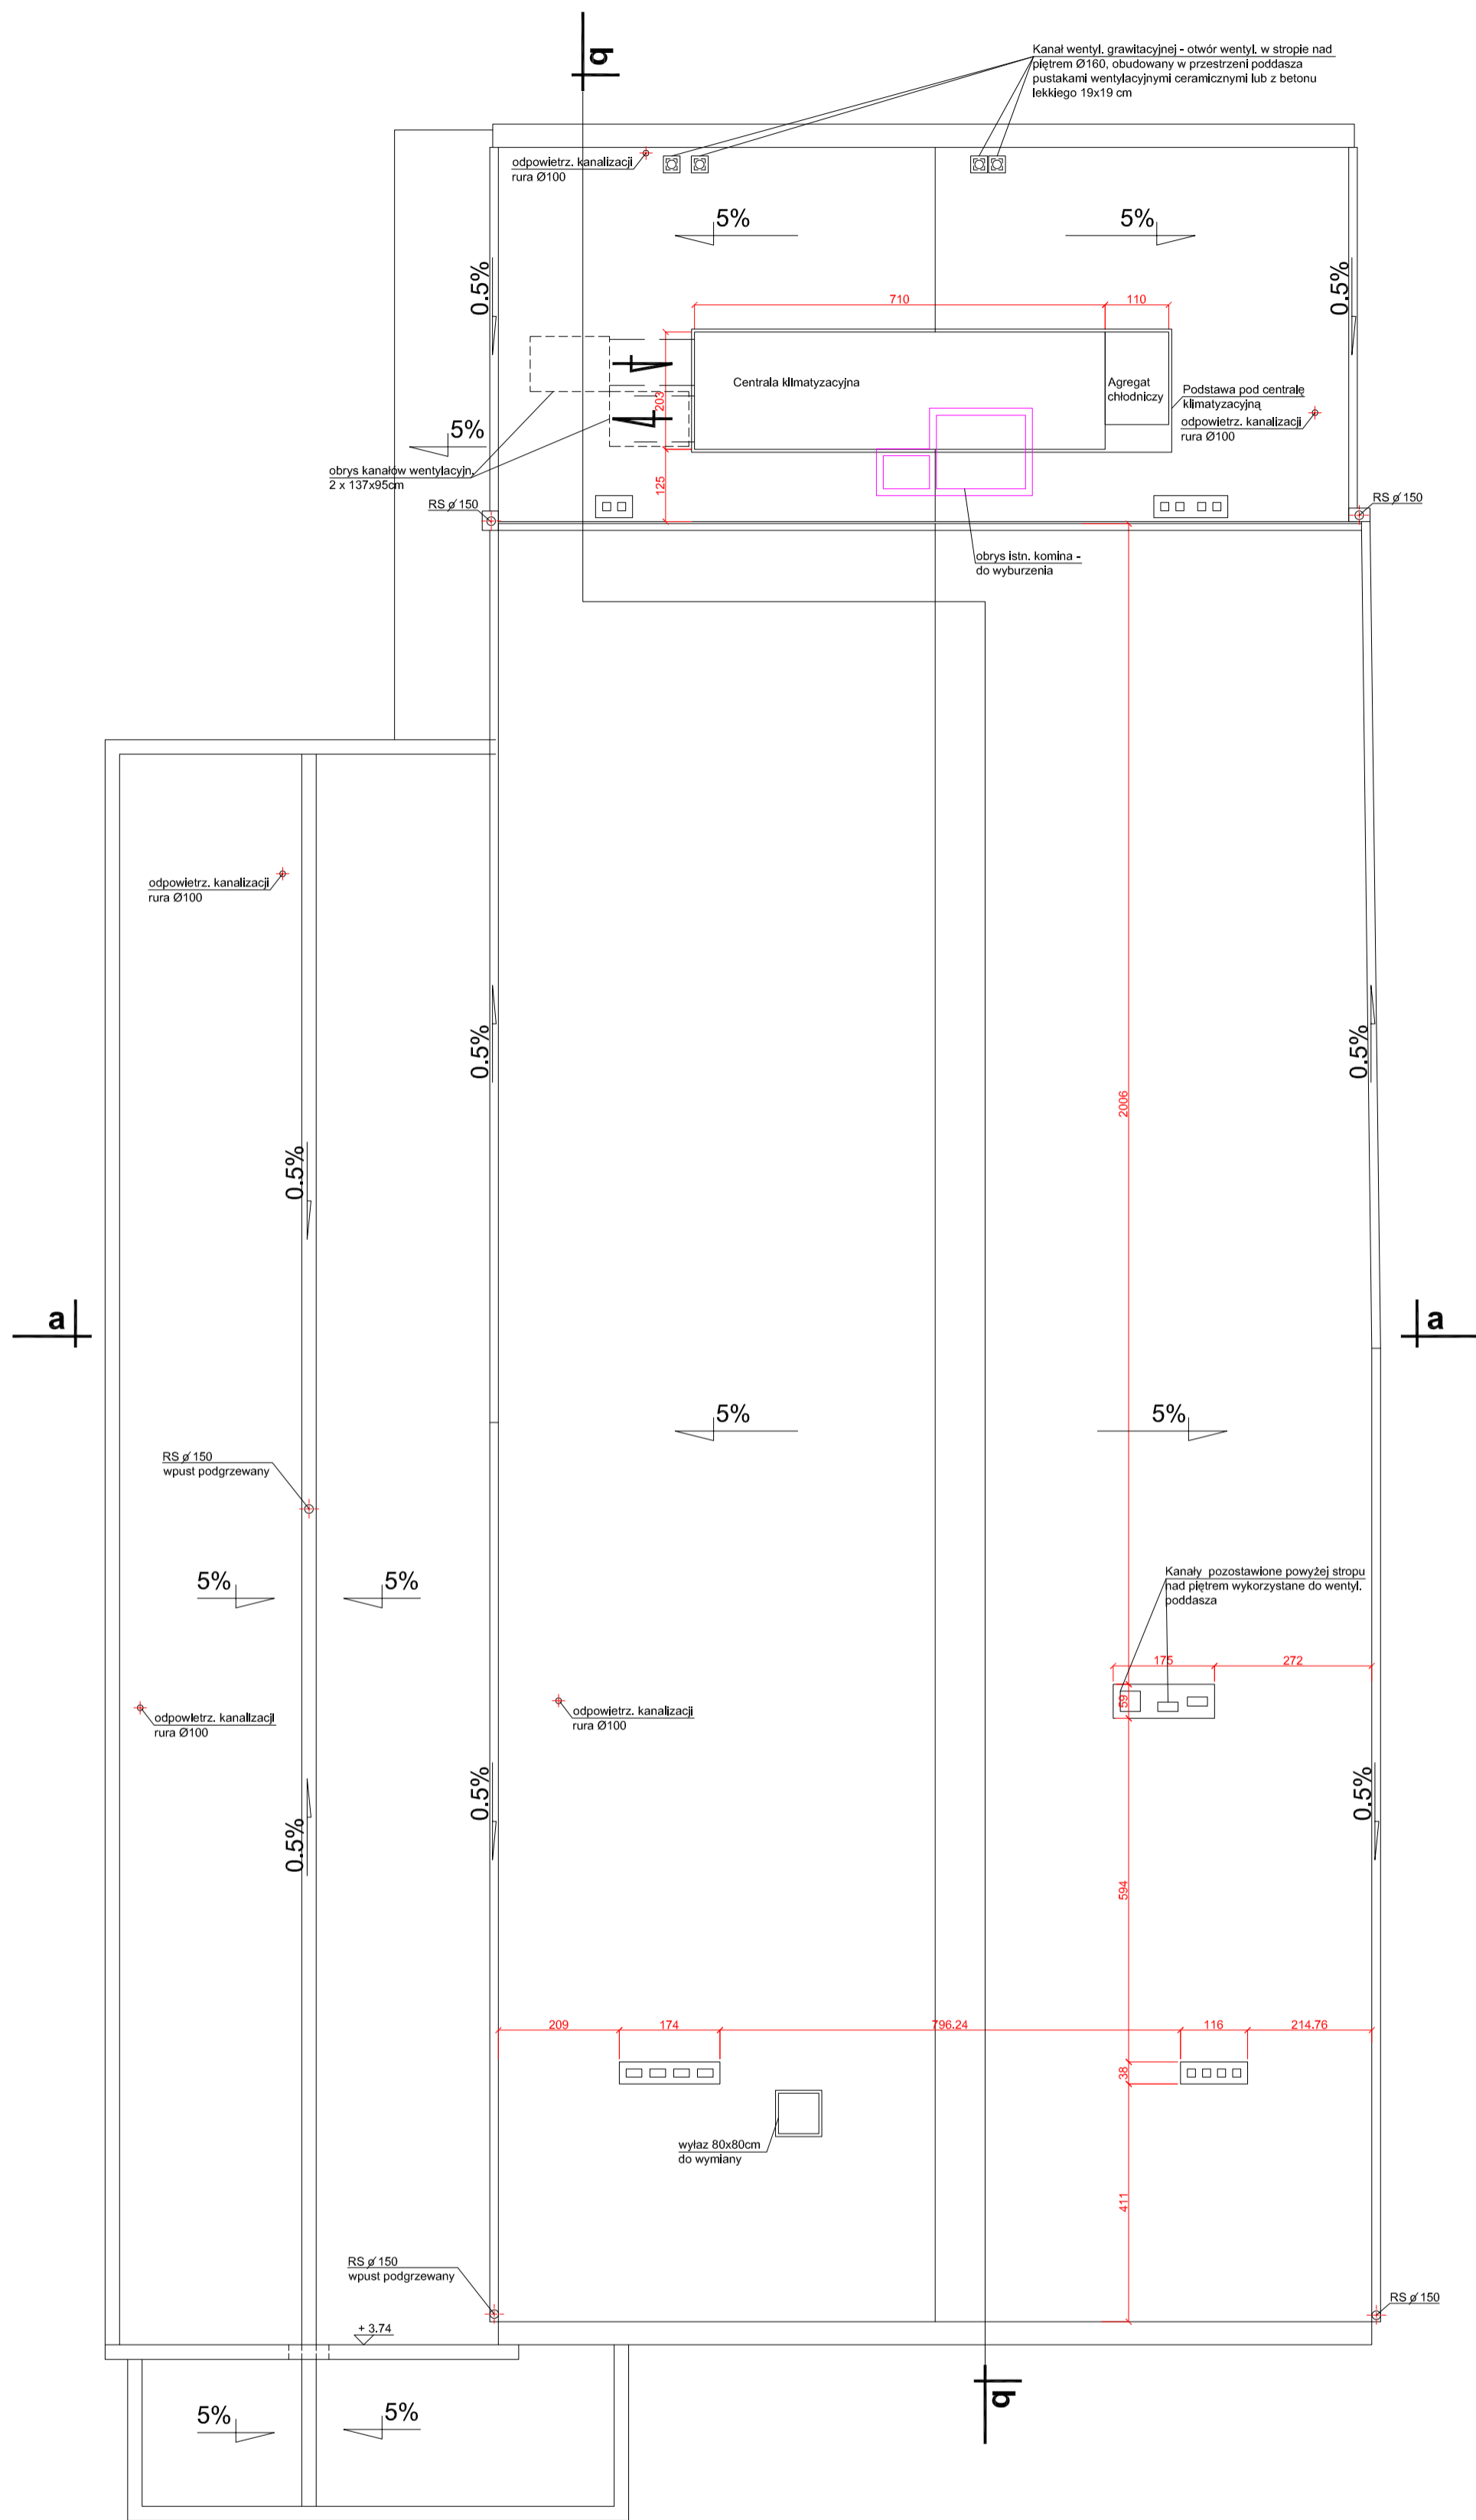 b
Kanał wentyl. grawitacyjnej - otwór wentyl. w stropie nad
piętrem Ø160, obudowany w przestrzeni poddasza
pustakami wentylacyjnymi ceramicznymi lub z betonu
lekkiego 19x19 cm
odpowietrz. kanalizacji
rura Ø100
5%
5%
0.5%
0.5%
710
110
203
125
Centrala klimatyzacyjna
Agregat
chłodniczy
Podstawa pod centralę
klimatyzacyjną
odpowietrz. kanalizacji
rura Ø100
5%
obrys kanałów wentylacyjn.
2 x 137x95cm
RS ø 150
RS ø 150
obrys istn. komina -
do wyburzenia
odpowietrz. kanalizacji
rura Ø100
0.5%
0.5%
2006
0.5%
a
a
5%
5%
RS ø 150
wpust podgrzewany
5%
5%
Kanały pozostawione powyżej stropu
nad piętrem wykorzystane do wentyl.
poddasza
175
272
59
odpowietrz. kanalizacji
rura Ø100
odpowietrz. kanalizacji
rura Ø100
0.5%
0.5%
0.5%
594
209
174
796.24
116
214.76
38
wyłaz 80x80cm
do wymiany
411
RS ø 150
wpust podgrzewany
RS ø 150
+ 3.74
b
5%
5%